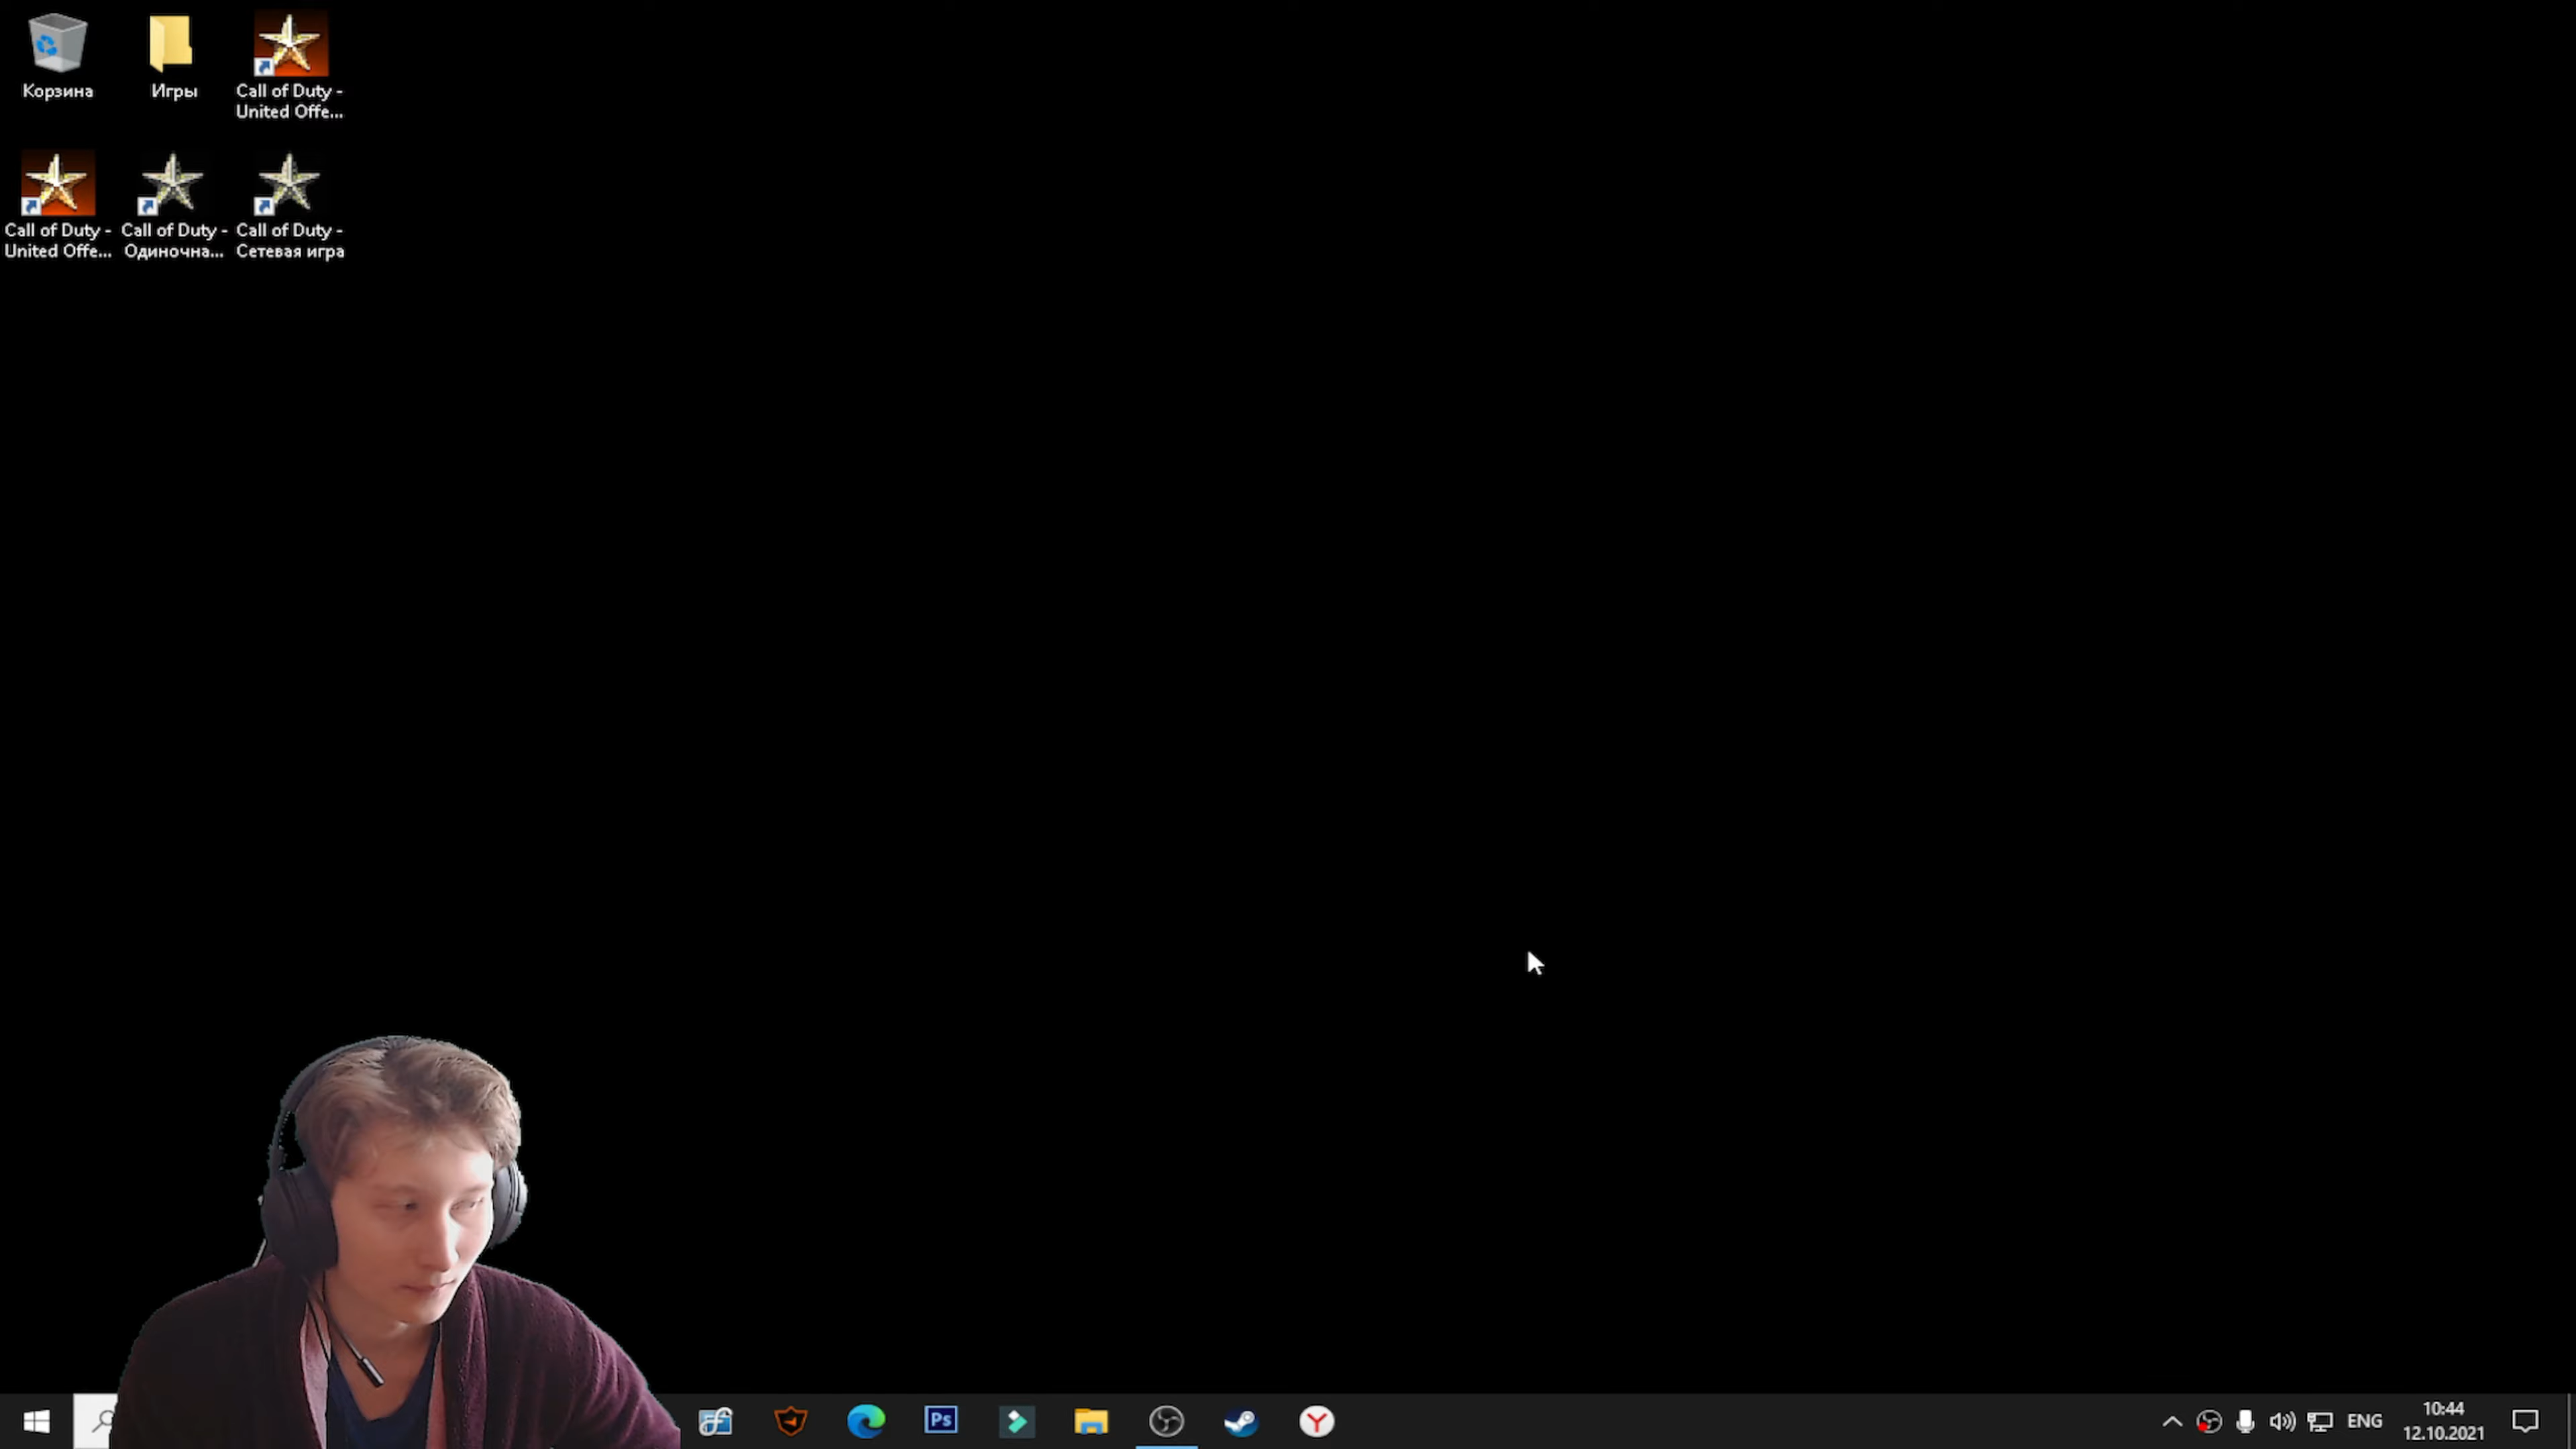 Корзина
Игры
Call of Duty -
United Offe...
Call of Duty -
United Offe...
Call of Duty -
Одиночна...
Call of Duty -
Сетевая игра
Ps
Y
ENG
10:44
12.10.2021